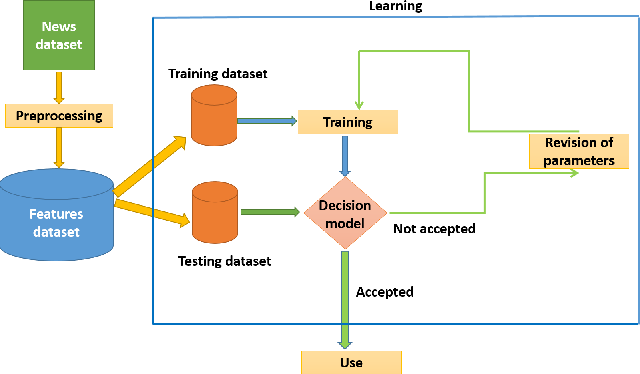 Learning
News
dataset
Training dataset
Preprocessing
Training
Revision of
parameters
Features
dataset
Decision
model
Not accepted
Testing dataset
Accepted
Use